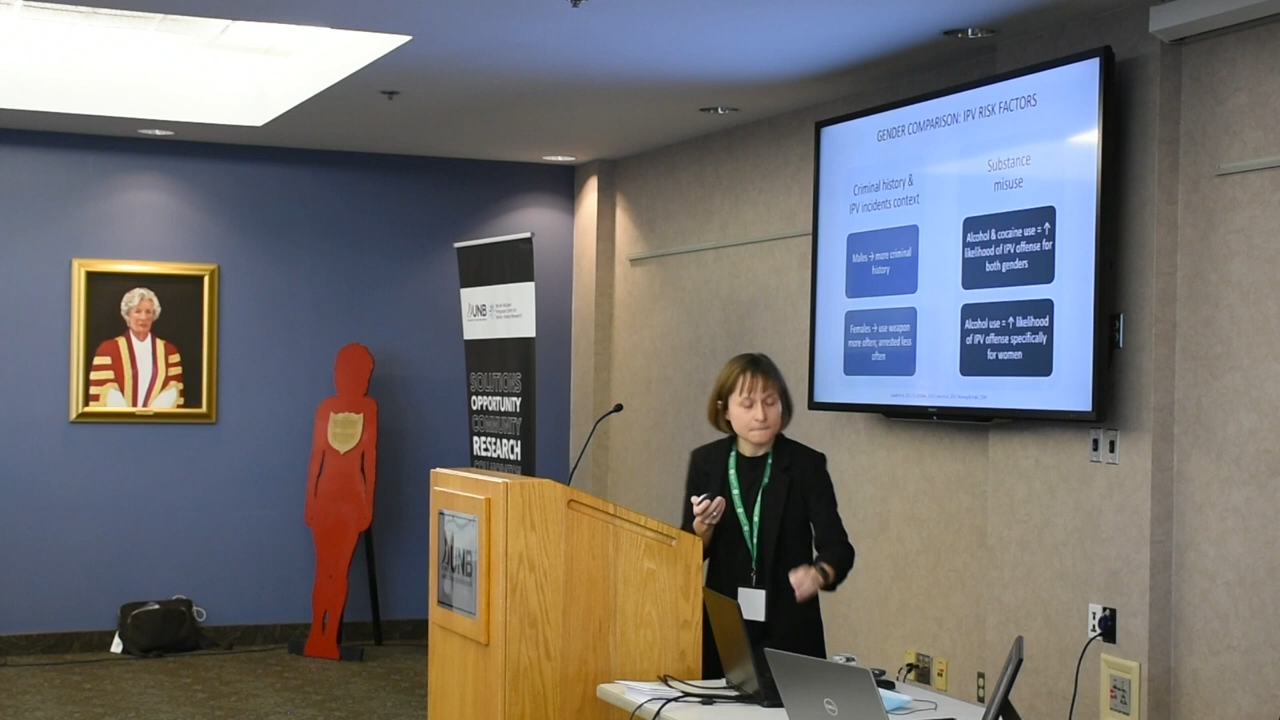 GENDER COMPARISON: IPV RISK FACTORS
Criminal history &
IPV incidents context
Males → more criminal
history
Females → use weapon
more often; arrested less
often
Substance
misuse
Alcohol & cocaine use = ↑
likelihood of IPV offense for
both genders
Alcohol use = ↑ likelihood
of IPV offense specifically
for women
UNB
SOLUTIONS
OPPORTUNITY
COMMUNITY
RESEARCH
UNB
DELL